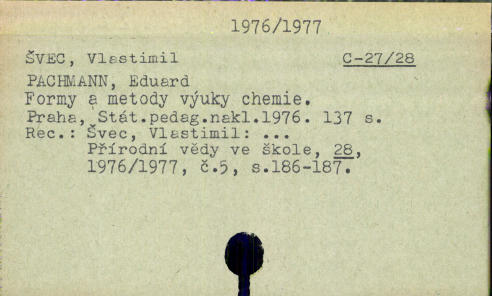 1976/1977
ŠVEC, Vlastimil C-27/28
PACHMANN, Eduard
Formy a metody výuky chemie.
Praha, Stát.pedag.nakl.1976. 137 s.
Rec.: Švec, Vlastimil: ...
Přírodní vědy ve škole, 28,
1976/1977, č.5, s.186-187.